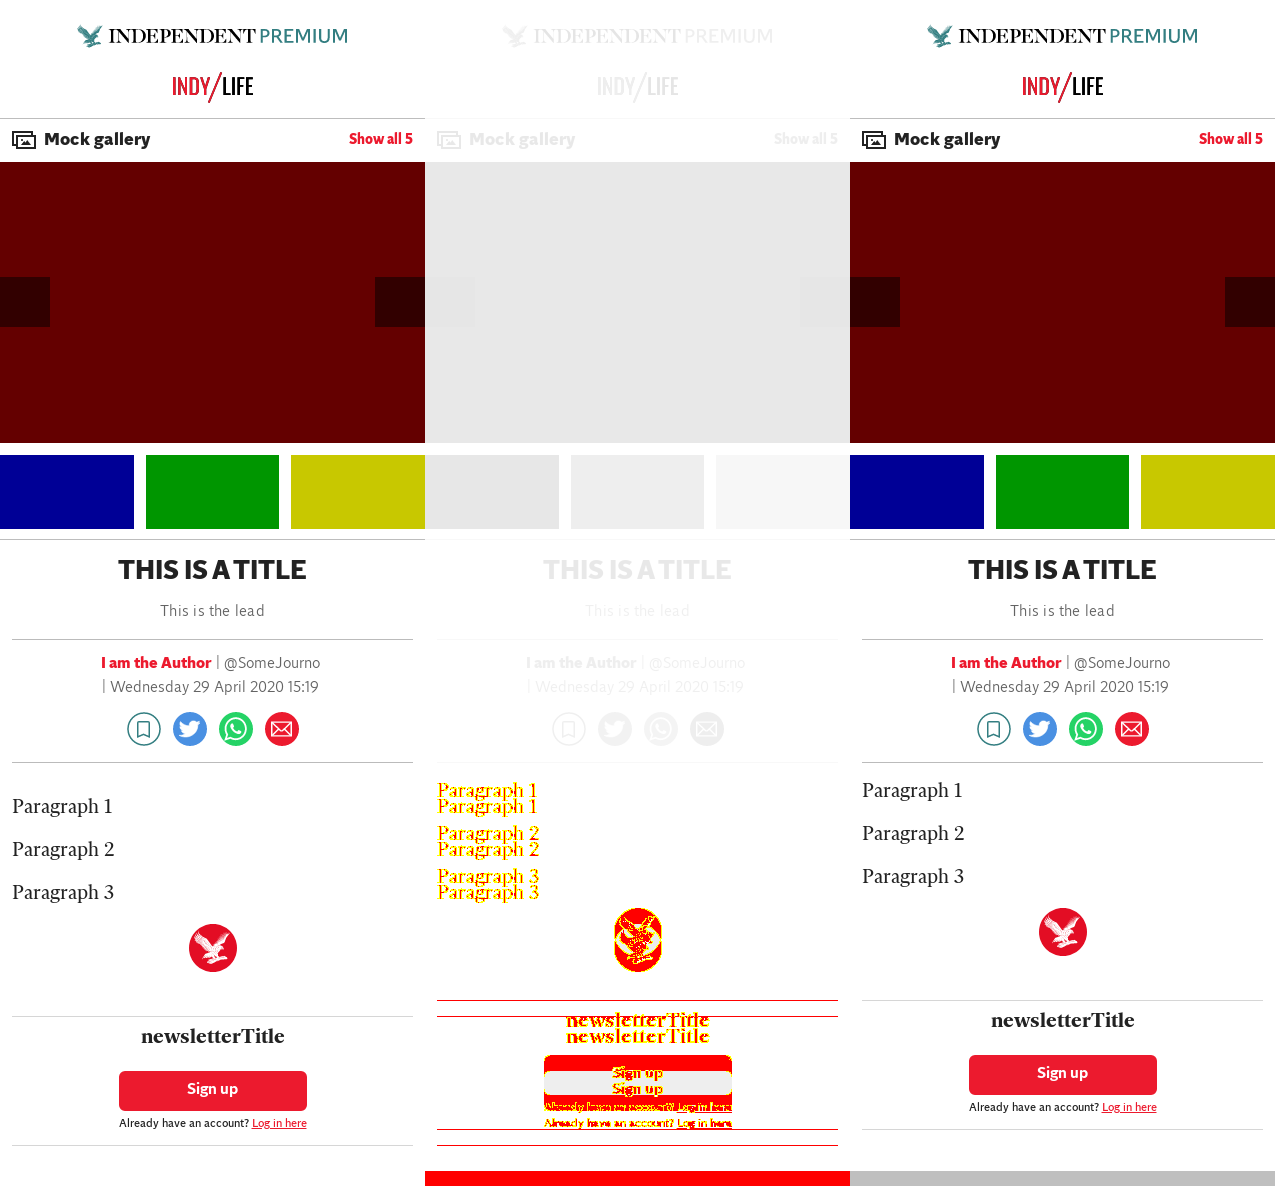 INDEPENDENT PREMIUM
INDY/LIFE
Mock gallery
Show all 5
THIS IS A TITLE
This is the lead
I am the Author | @SomeJourno
| Wednesday 29 April 2020 15:19
Paragraph 1
Paragraph 2
Paragraph 3
newsletterTitle
Sign up
Already have an account? Log in here
INDEPENDENT PREMIUM
INDY/LIFE
Mock gallery
Show all 5
THIS IS A TITLE
This is the lead
I am the Author | @SomeJourno
| Wednesday 29 April 2020 15:19
Paragraph 1
Paragraph 1
Paragraph 2
Paragraph 2
Paragraph 3
Paragraph 3
newsletterTitle
newsletterTitle
Sign up
Sign up
Already have an account? Log in here
Already have an account? Log in here
INDEPENDENT PREMIUM
INDY/LIFE
Mock gallery
Show all 5
THIS IS A TITLE
This is the lead
I am the Author | @SomeJourno
| Wednesday 29 April 2020 15:19
Paragraph 1
Paragraph 2
Paragraph 3
newsletterTitle
Sign up
Already have an account? Log in here